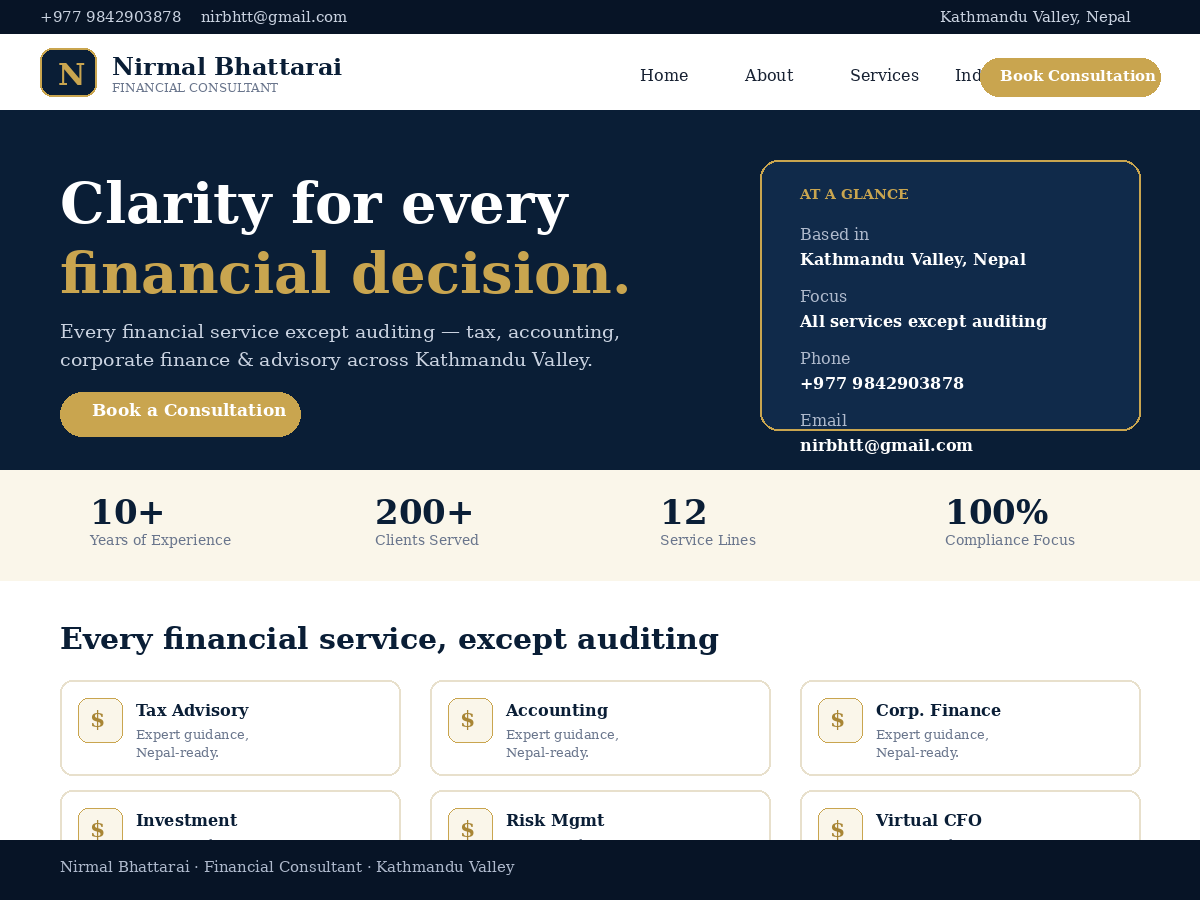 +977 9842903878 nirbhtt@gmail.com Kathmandu Valley, Nepal
N
Nirmal Bhattarai
FINANCIAL CONSULTANT
Home About Services Ind
Book Consultation
Clarity for every
financial decision.
Every financial service except auditing — tax, accounting,
corporate finance & advisory across Kathmandu Valley.
Book a Consultation
AT A GLANCE
Based in
Kathmandu Valley, Nepal
Focus
All services except auditing
Phone
+977 9842903878
Email
nirbhtt@gmail.com
10+
Years of Experience
200+
Clients Served
12
Service Lines
100%
Compliance Focus
Every financial service, except auditing
$
Tax Advisory
Expert guidance,
Nepal-ready.
$
Accounting
Expert guidance,
Nepal-ready.
$
Corp. Finance
Expert guidance,
Nepal-ready.
$
Investment
$
Risk Mgmt
$
Virtual CFO
Nirmal Bhattarai · Financial Consultant · Kathmandu Valley